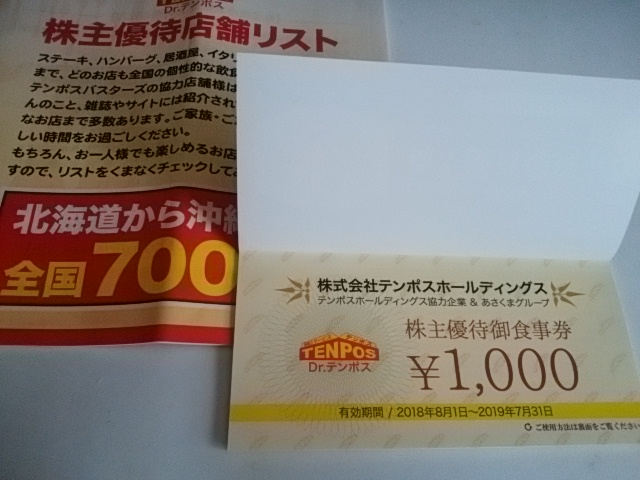 Dr.テンポス
株主優待店舗リスト
ステーキ、ハンバーグ、居酒屋、イタリ
まで、どのお店も全国の個性的な飲食
テンポスバスターズの協力店舗様は
んのこと、雑誌やサイトには紹介され
なお店まで多数あります。ご家族・ご
しい時間をお過ごしください。
もちろん、お一人様でも楽しめるお店
すので、リストをくまなくチェックして
北海道から沖縄
全国700
株式会社テンポスホールディングス
テンポスホールディングス協力企業 & あさくまグループ
株主優待御食事券
TENPOS
Dr.テンポス
¥1,000
有効期間 / 2018年8月1日~2019年7月31日
ご使用方法は裏面をご覧ください